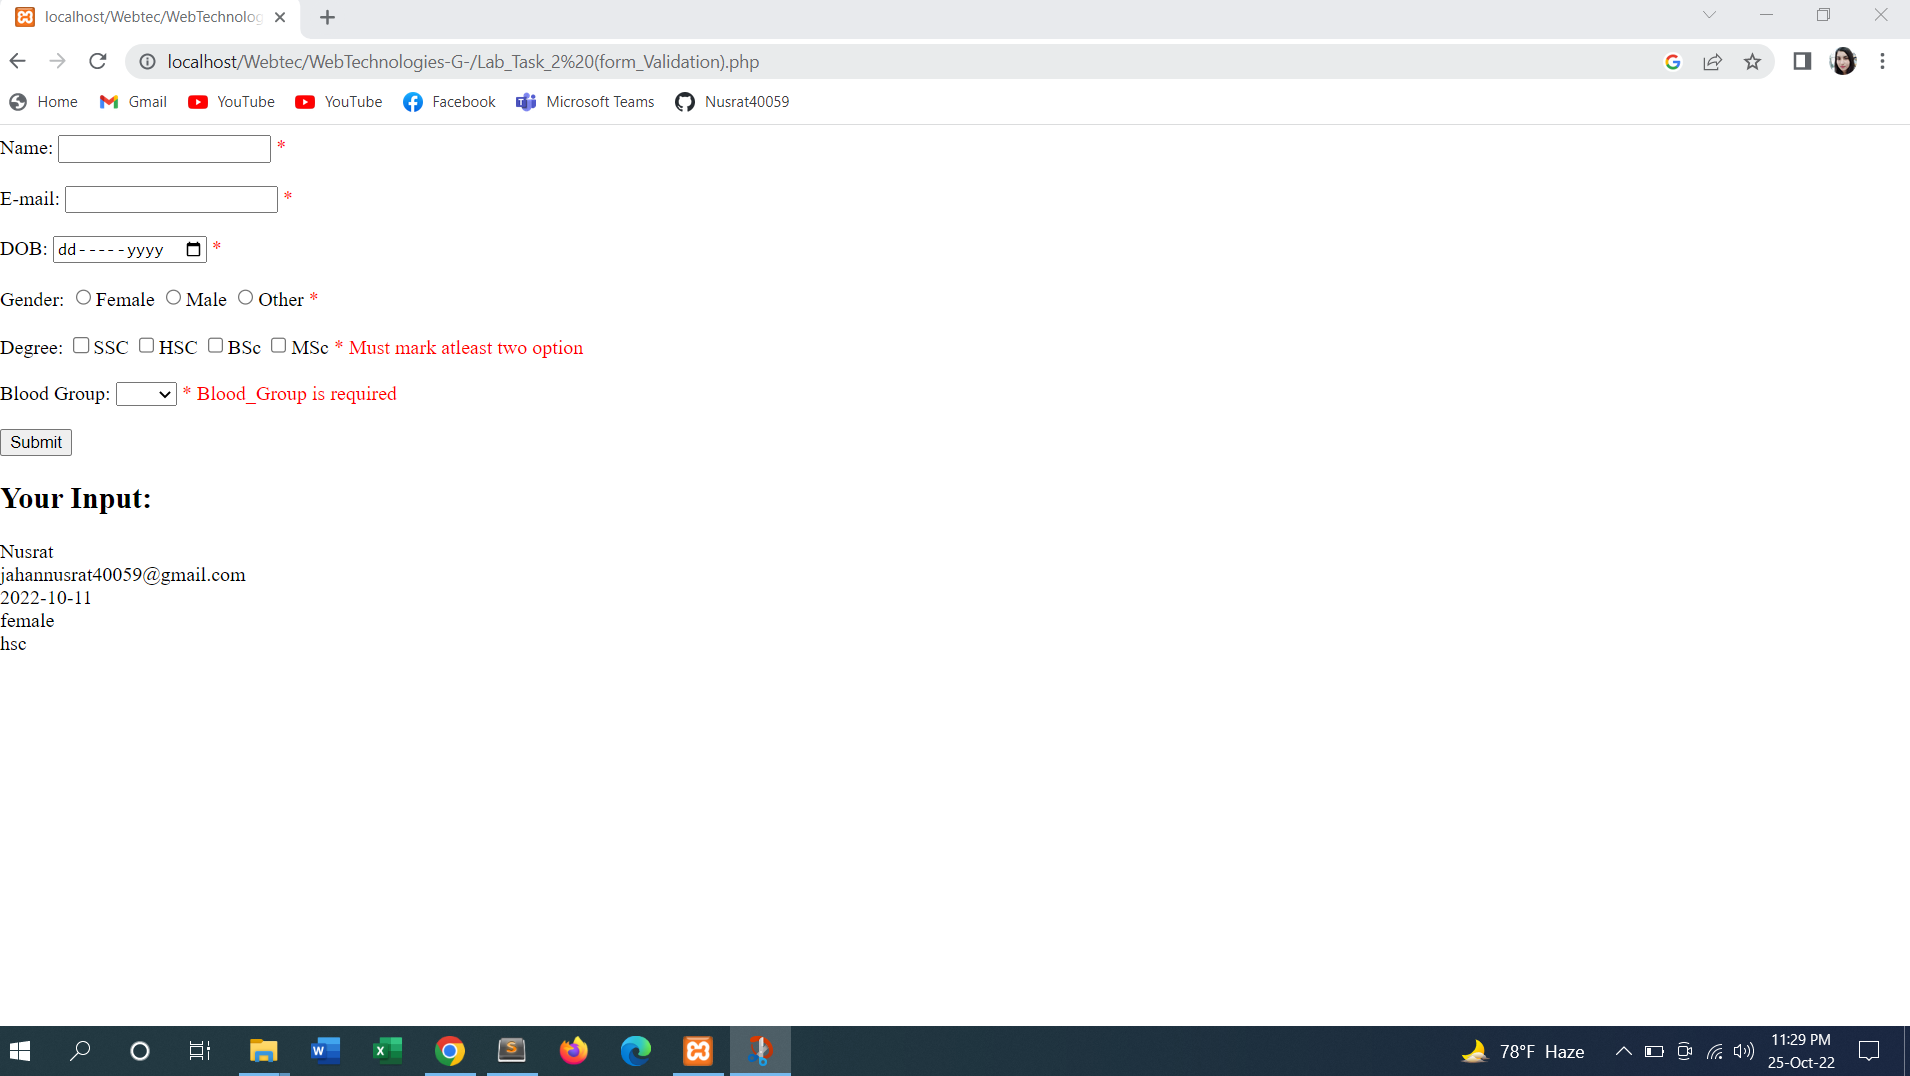 localhost/Webtec/WebTechnolog
localhost/Webtec/WebTechnologies-G-/Lab_Task_2%20(form_Validation).php
Home Gmail YouTube YouTube Facebook Microsoft Teams Nusrat40059
Name: *
E-mail: *
DOB: dd-----yyyy *
Gender: Female Male Other *
Degree: SSC HSC BSc MSc * Must mark atleast two option
Blood Group: * Blood_Group is required
Submit
Your Input:
Nusrat
jahannusrat40059@gmail.com
2022-10-11
female
hsc
78°F Haze
11:29 PM
25-Oct-22